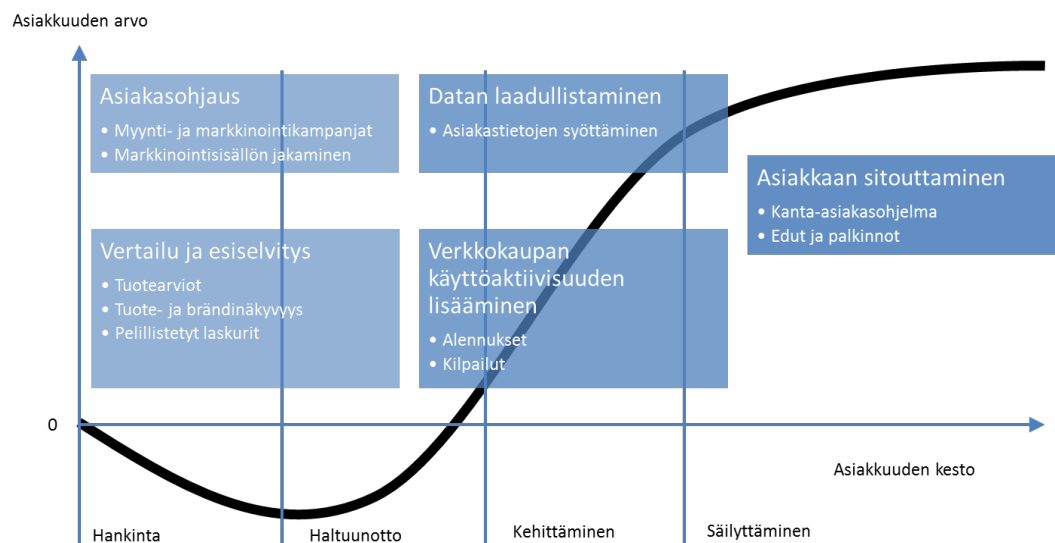 Asiakkuuden arvo
Asiakasohjaus
• Myynti- ja markkinointikampanjat
• Markkinointisisällön jakaminen
Datan laadullistaminen
• Asiakastietojen syöttäminen
Asiakkaan sitouttaminen
• Kanta-asiakasohjelma
• Edut ja palkinnot
Vertailu ja esiselvitys
• Tuotearviot
• Tuote- ja brändinäkyvyys
• Pelillistetyt laskurit
Verkkokaupan
käyttöaktiivisuuden
lisääminen
• Alennukset
• Kilpailut
0
Asiakkuuden kesto
Hankinta
Haltuunotto
Kehittäminen
Säilyttäminen